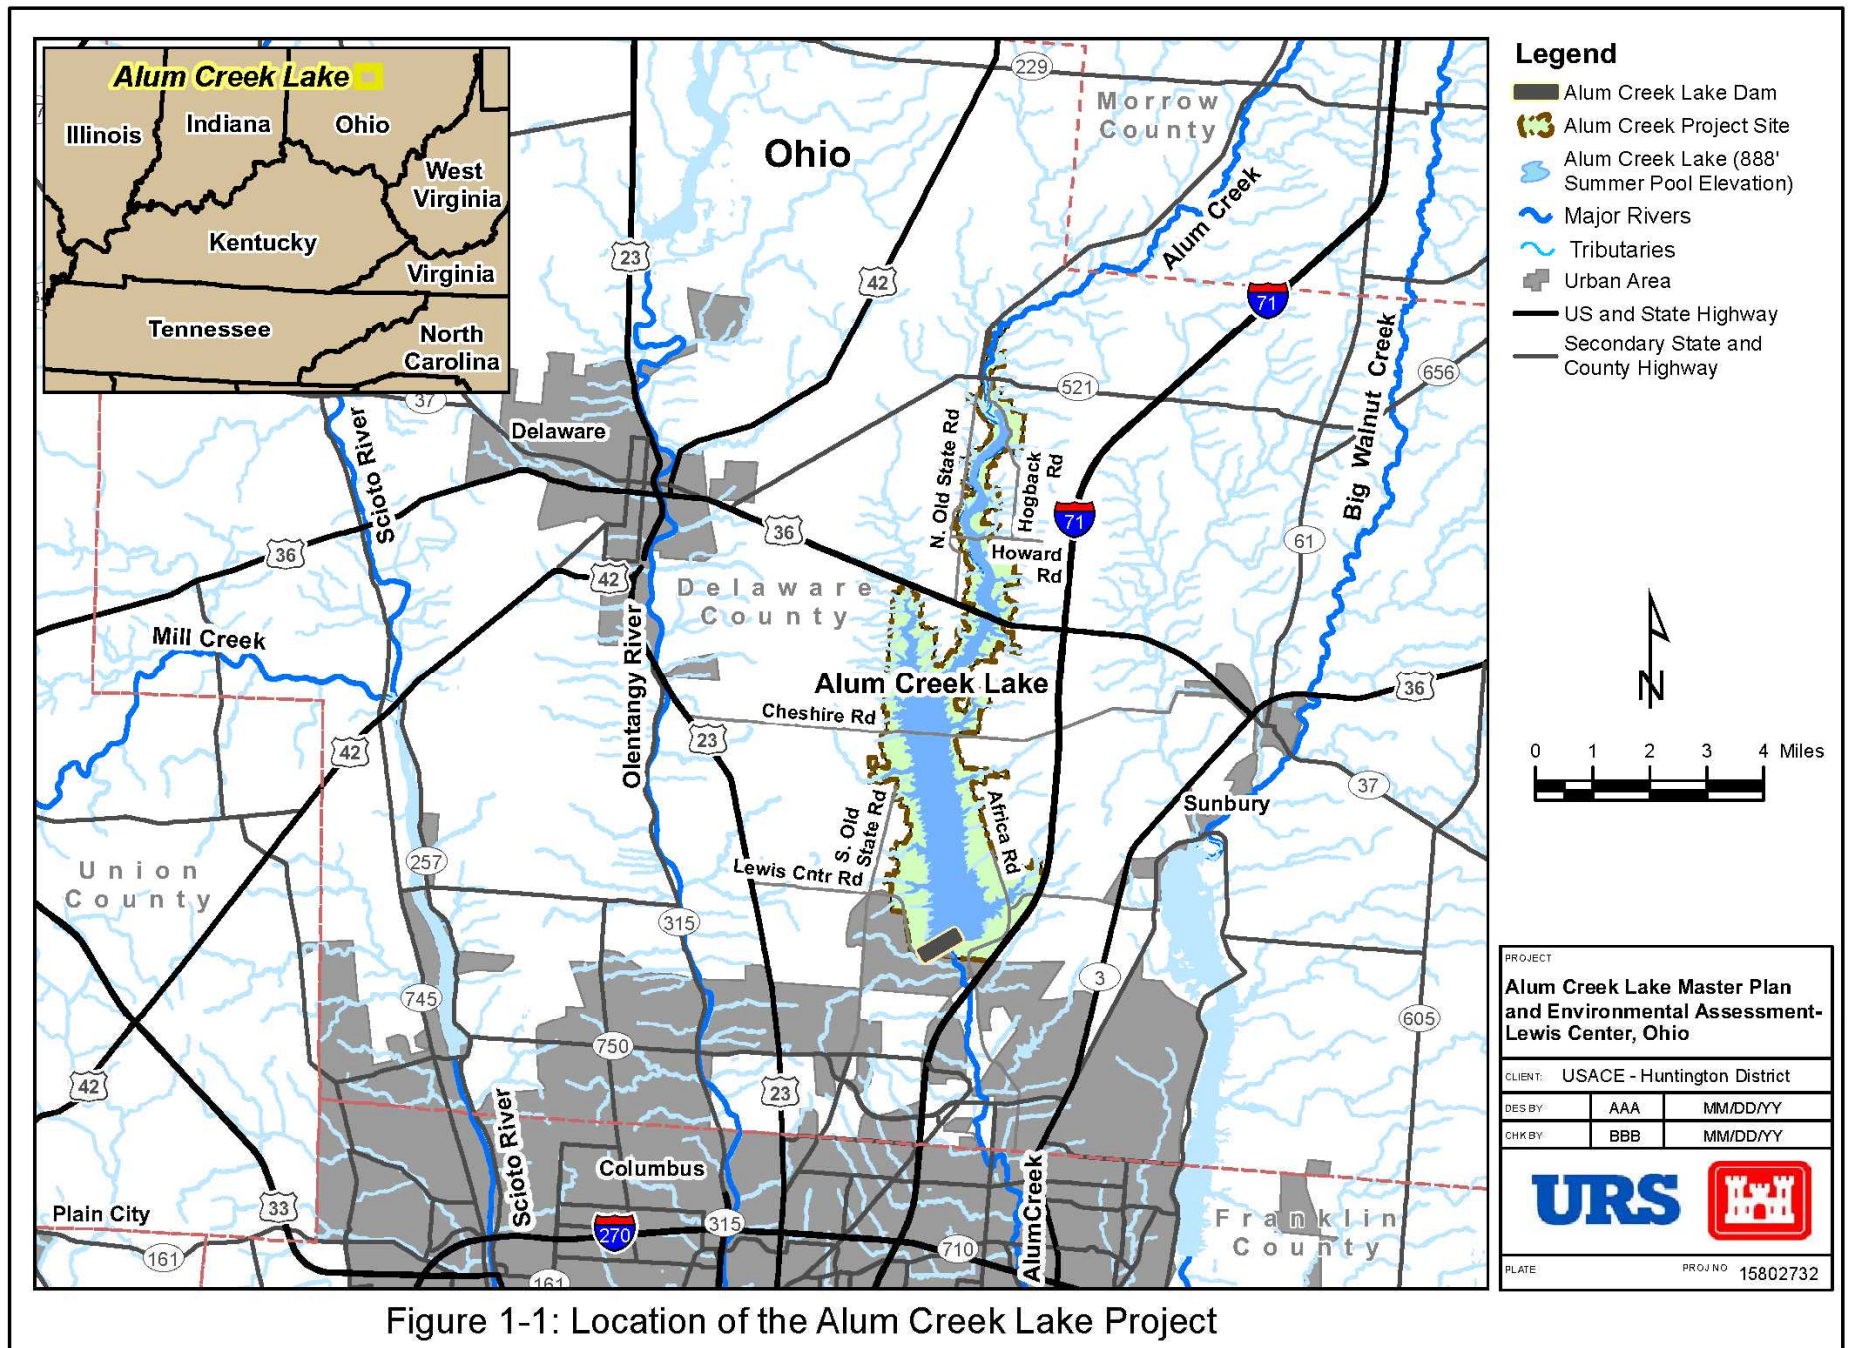 Alum Creek Lake
Illinois
Indiana
Ohio
West
Virginia
Kentucky
Virginia
Tennessee
North
Carolina
Ohio
229
Morrow
County
Alum Creek
23
42
71
Big Walnut Creek
656
521
37
Scioto River
Delaware
N. Old State Rd
Hogback
Rd
71
61
36
36
Howard
Rd
42
Delaware
County
Mill Creek
Olentangy River
Alum Creek Lake
36
Cheshire Rd
42
23
S. Old
State Rd
Africa Rd
Sunbury
37
Union
County
257
Lewis Cntr Rd
315
745
3
605
750
42
23
Scioto River
Columbus
AlumCreek
Plain City
33
270
315
710
Franklin
County
161
161
Legend
Alum Creek Lake Dam
Alum Creek Project Site
Alum Creek Lake (888'
Summer Pool Elevation)
Major Rivers
Tributaries
Urban Area
US and State Highway
Secondary State and
County Highway
N
0 1 2 3 4 Miles
PROJECT
Alum Creek Lake Master Plan
and Environmental Assessment-
Lewis Center, Ohio
CLIENT: USACE - Huntington District
DES BY AAA MM/DD/YY
CHK BY BBB MM/DD/YY
URS
PLATE PROJ NO 15802732
Figure 1-1: Location of the Alum Creek Lake Project